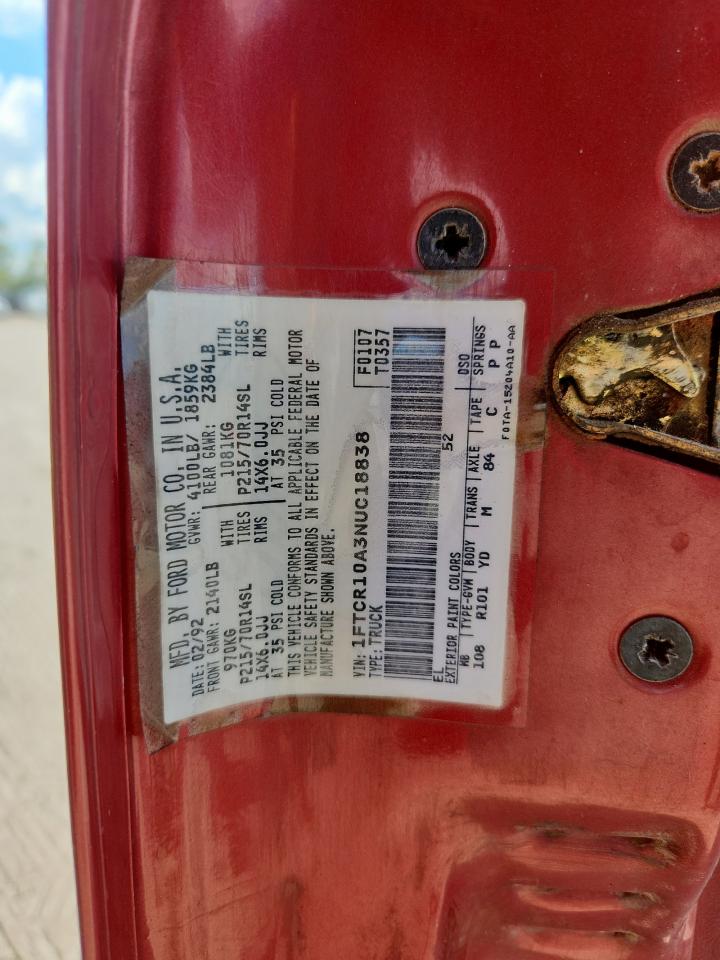 MFD. BY FORD MOTOR CO. IN U.S.A.
DATE: 02/92 GVWR: 4100LB/ 1859KG
FRONT GAWR: 2140LB REAR GAWR: 2384LB
970KG WITH 1081KG WITH
P215/70R14SL TIRES P215/70R14SL TIRES
14X6.0JJ RIMS 14X6.0JJ RIMS
AT 35 PSI COLD AT 35 PSI COLD
THIS VEHICLE CONFORMS TO ALL APPLICABLE FEDERAL MOTOR
VEHICLE SAFETY STANDARDS IN EFFECT ON THE DATE OF
MANUFACTURE SHOWN ABOVE.
VIN: 1FTCR10A3NUC18838 F0107
TYPE: TRUCK T0357
EL 52
EXTERIOR PAINT COLORS DSO
WB TYPE-GVW BODY TRANS AXLE TAPE SPRINGS
108 R101 YD M 84 C P P
F0TA-15204A10-AA